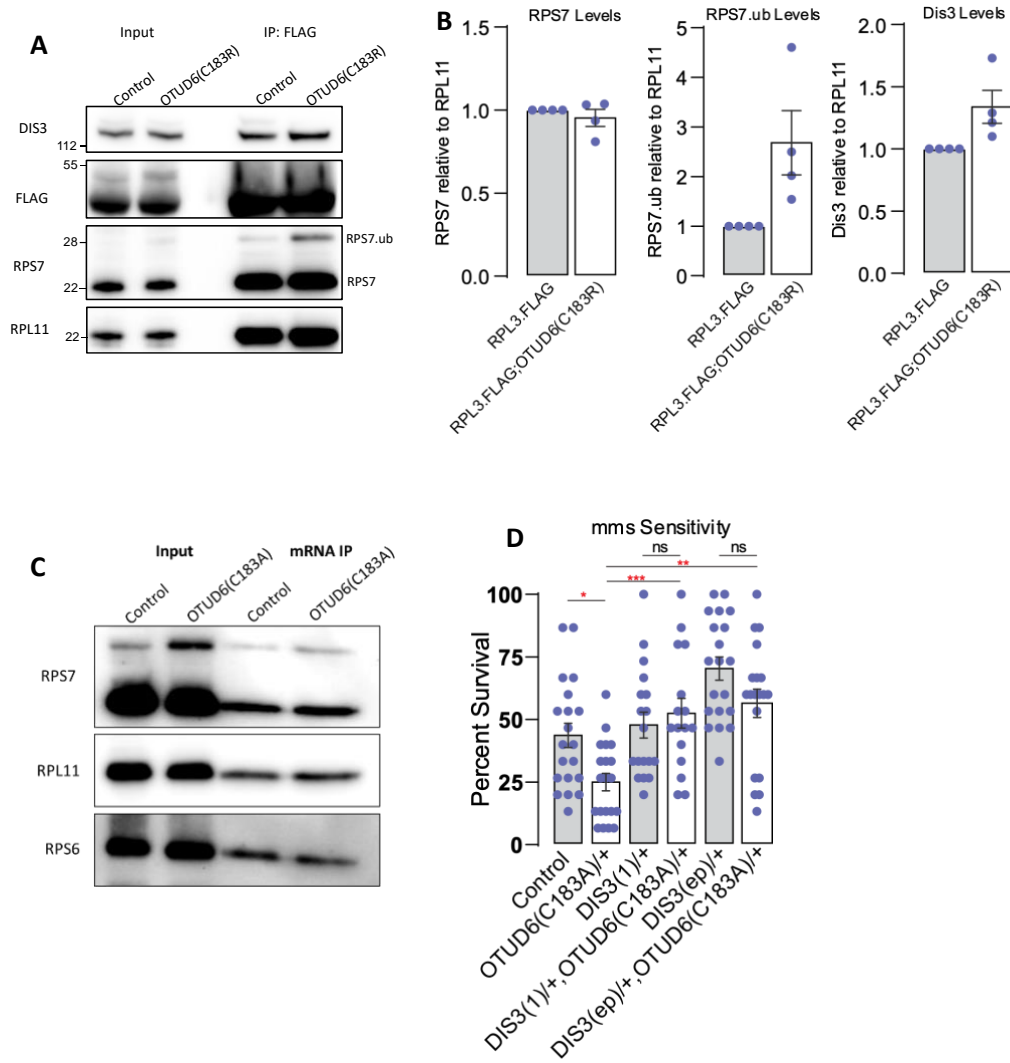 A
Input
IP: FLAG
Control
OTUD6(C183R)
Control
OTUD6(C183R)
DIS3
112
55
FLAG
28
RPS7.ub
RPS7
22
RPS7
RPL11
22
B
RPS7 Levels
RPS7 relative to RPL11
1.5
1.0
0.5
0.0
RPL3.FLAG
RPL3.FLAG;OTUD6(C183R)
RPS7.ub Levels
RPS7.ub relative to RPL11
5
4
3
2
1
0
RPL3.FLAG
RPL3.FLAG;OTUD6(C183R)
Dis3 Levels
Dis3 relative to RPL11
2.0
1.5
1.0
0.5
0.0
RPL3.FLAG
RPL3.FLAG;OTUD6(C183R)
C
Input
mRNA IP
Control
OTUD6(C183A)
Control
OTUD6(C183A)
RPS7
RPL11
RPS6
D
mms Sensitivity
ns
ns
**
***
*
Percent Survival
100
75
50
25
0
Control
OTUD6(C183A)/+
DIS3(1)/+
DIS3(1)/+, OTUD6(C183A)/+
DIS3(ep)/+
DIS3(ep)/+, OTUD6(C183A)/+